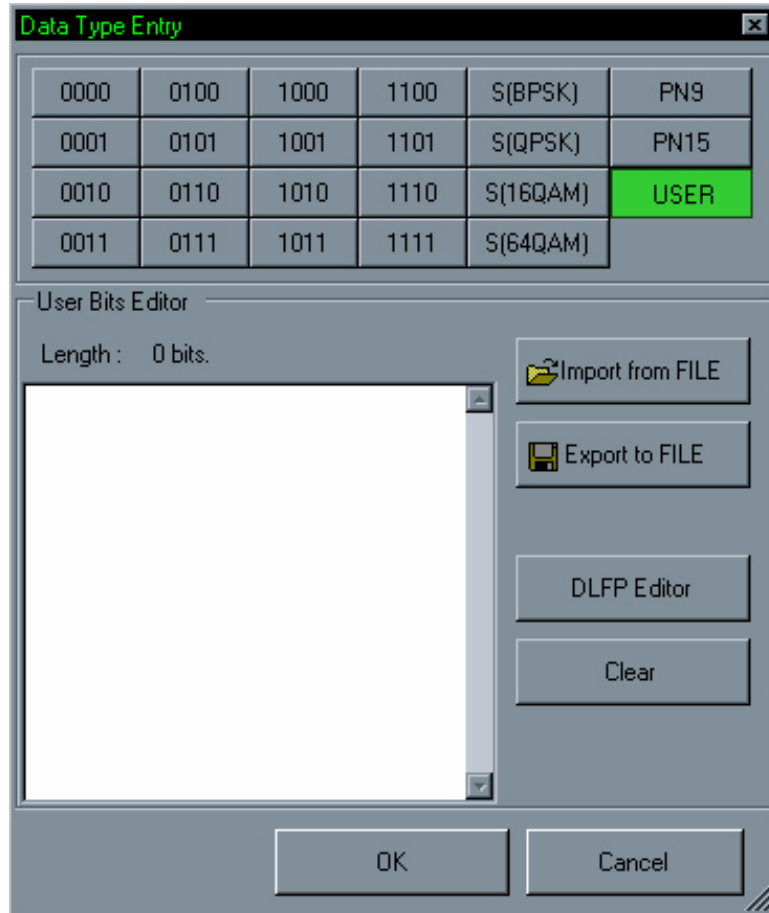 Data Type Entry
0000 0100 1000 1100 S(BPSK) PN9
0001 0101 1001 1101 S(QPSK) PN15
0010 0110 1010 1110 S(16QAM) USER
0011 0111 1011 1111 S(64QAM)
User Bits Editor
Length : 0 bits.
Import from FILE
Export to FILE
DLFP Editor
Clear
OK Cancel